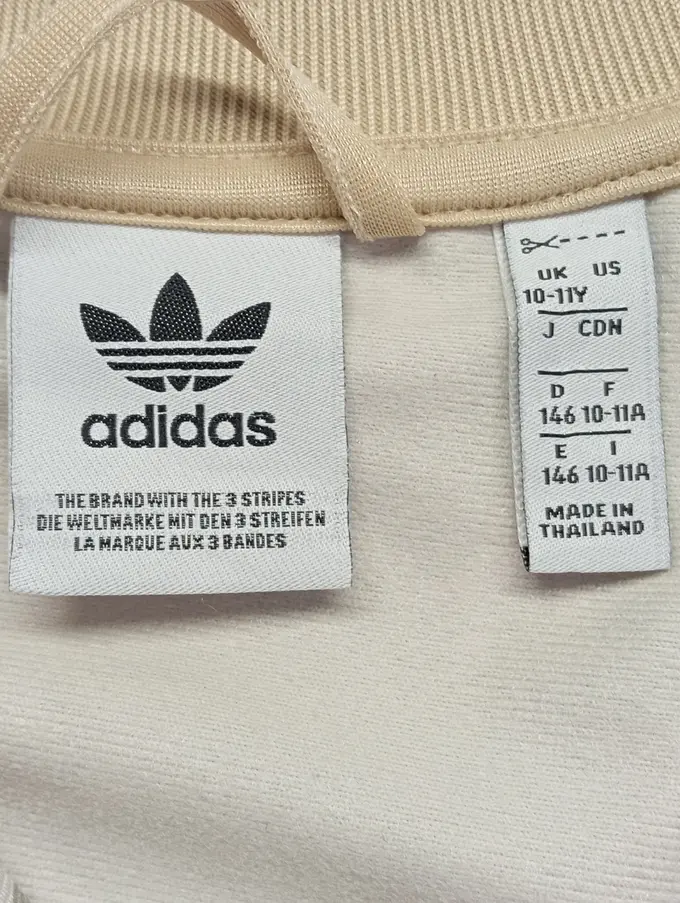 adidas
THE BRAND WITH THE 3 STRIPES
DIE WELTMARKE MIT DEN 3 STREIFEN
LA MARQUE AUX 3 BANDES
UK US
10-11Y
J CDN
D F
146 10-11A
E I
146 10-11A
MADE IN
THAILAND